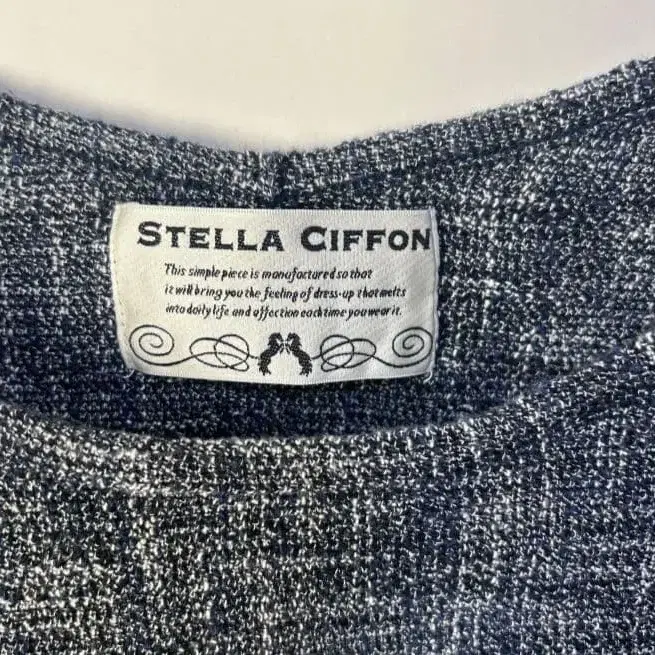 STELLA CIFFON
This simple piece is manufactured so that
it will bring you the feeling of dress-up that melts
into daily life and affection each time you wear it.